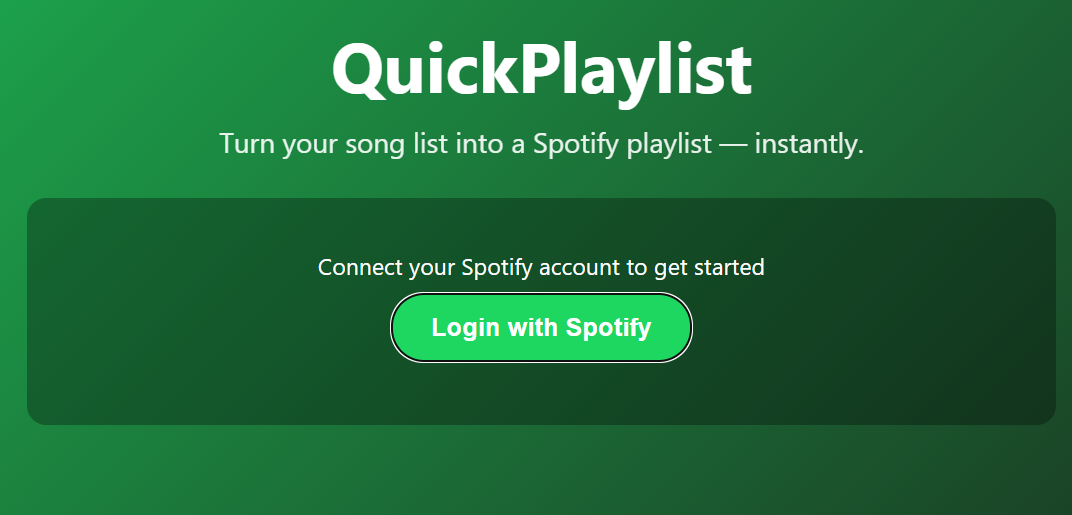 QuickPlaylist
Turn your song list into a Spotify playlist — instantly.
Connect your Spotify account to get started
Login with Spotify